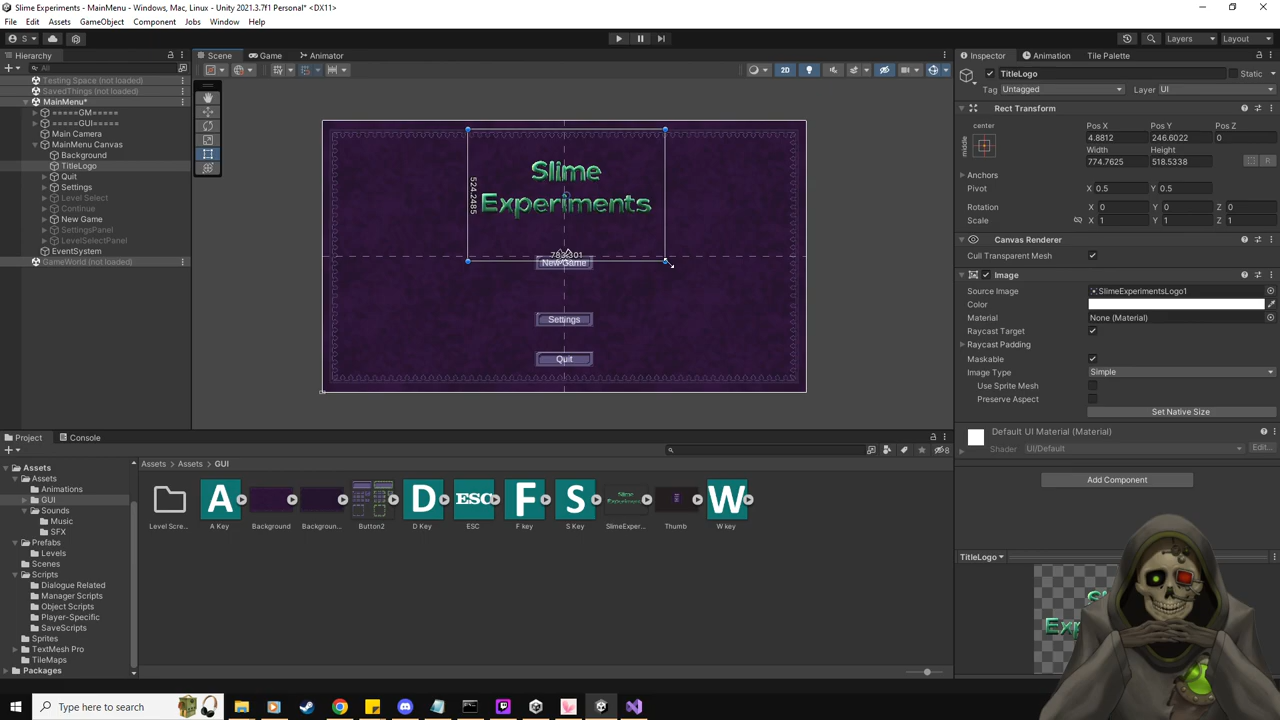 Slime Experiments - MainMenu - Windows, Mac, Linux - Unity 2021.3.7f1 Personal* <DX11>
File Edit Assets GameObject Component Jobs Window Help
S Layers Layout
Hierarchy Scene Game Animator Inspector Animation Tile Palette
All
2D
TitleLogo Static
Tag Untagged Layer UI
Testing Space (not loaded)
SavedThings (not loaded)
MainMenu*
=====GM=====
=====GUI=====
Main Camera
MainMenu Canvas
Background
TitleLogo
Quit
Settings
Level Select
Continue
New Game
SettingsPanel
LevelSelectPanel
EventSystem
GameWorld (not loaded)
Slime
Experiments
524.2485
New Game
Settings
Quit
Rect Transform
center
middle
Pos X Pos Y Pos Z
4.8812 246.6022 0
Width Height
774.7625 518.5338
R
Anchors
Pivot X 0.5 Y 0.5
Rotation X 0 Y 0 Z 0
Scale X 1 Y 1 Z 1
Canvas Renderer
Cull Transparent Mesh
Image
Source Image SlimeExperimentsLogo1
Color
Material None (Material)
Raycast Target
Raycast Padding
Maskable
Image Type Simple
Use Sprite Mesh
Preserve Aspect
Set Native Size
Default UI Material (Material)
Shader UI/Default Edit...
Add Component
TitleLogo
Project Console
8
Assets > Assets > GUI
Assets
Assets
Animations
GUI
Sounds
Music
SFX
Prefabs
Levels
Scenes
Scripts
Dialogue Related
Manager Scripts
Object Scripts
Player-Specific
SaveScripts
Sprites
TextMesh Pro
TileMaps
Packages
A D ESC F S Slime Experiments W
Level Scre... A Key Background Backgroun... Button2 D Key ESC F key S Key SlimeExper... Thumb W key
Type here to search